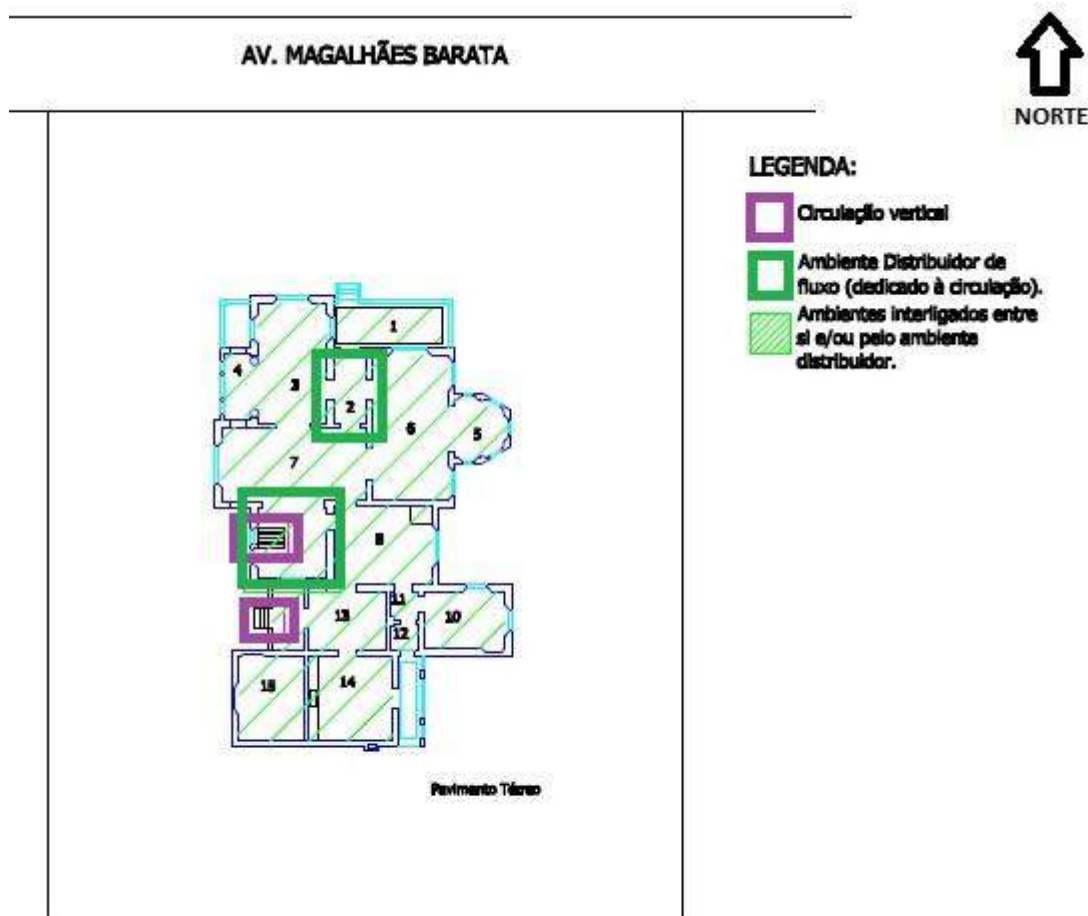 AV. MAGALHÃES BARATA
NORTE
LEGENDA:
Circulação vertical
Ambiente Distribuidor de
fluxo (dedicado à circulação).
Ambientes interligados entre
si e/ou pelo ambiente
distribuidor.
1
4
3
2
6
5
7
8
11
13
10
12
15
14
Pavimento Térreo